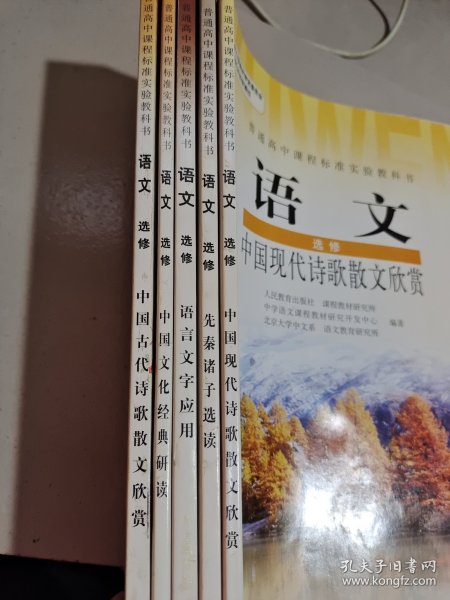 普通高中课程标准实验教科书
语文 选修
中国古代诗歌散文欣赏
普通高中课程标准实验教科书
语文 选修
中国文化经典研读
普通高中课程标准实验教科书
语文 选修
语言文字应用
普通高中课程标准实验教科书
语文 选修
先秦诸子选读
普通高中课程标准实验教科书
语文 选修
中国现代诗歌散文欣赏
普通高中课程标准实验教科书
语文
选修
中国现代诗歌散文欣赏
人民教育出版社 课程教材研究所
中学语文课程教材研究开发中心 编著
北京大学中文系 语文教育研究所
孔夫子旧书网
www.kongfz.com